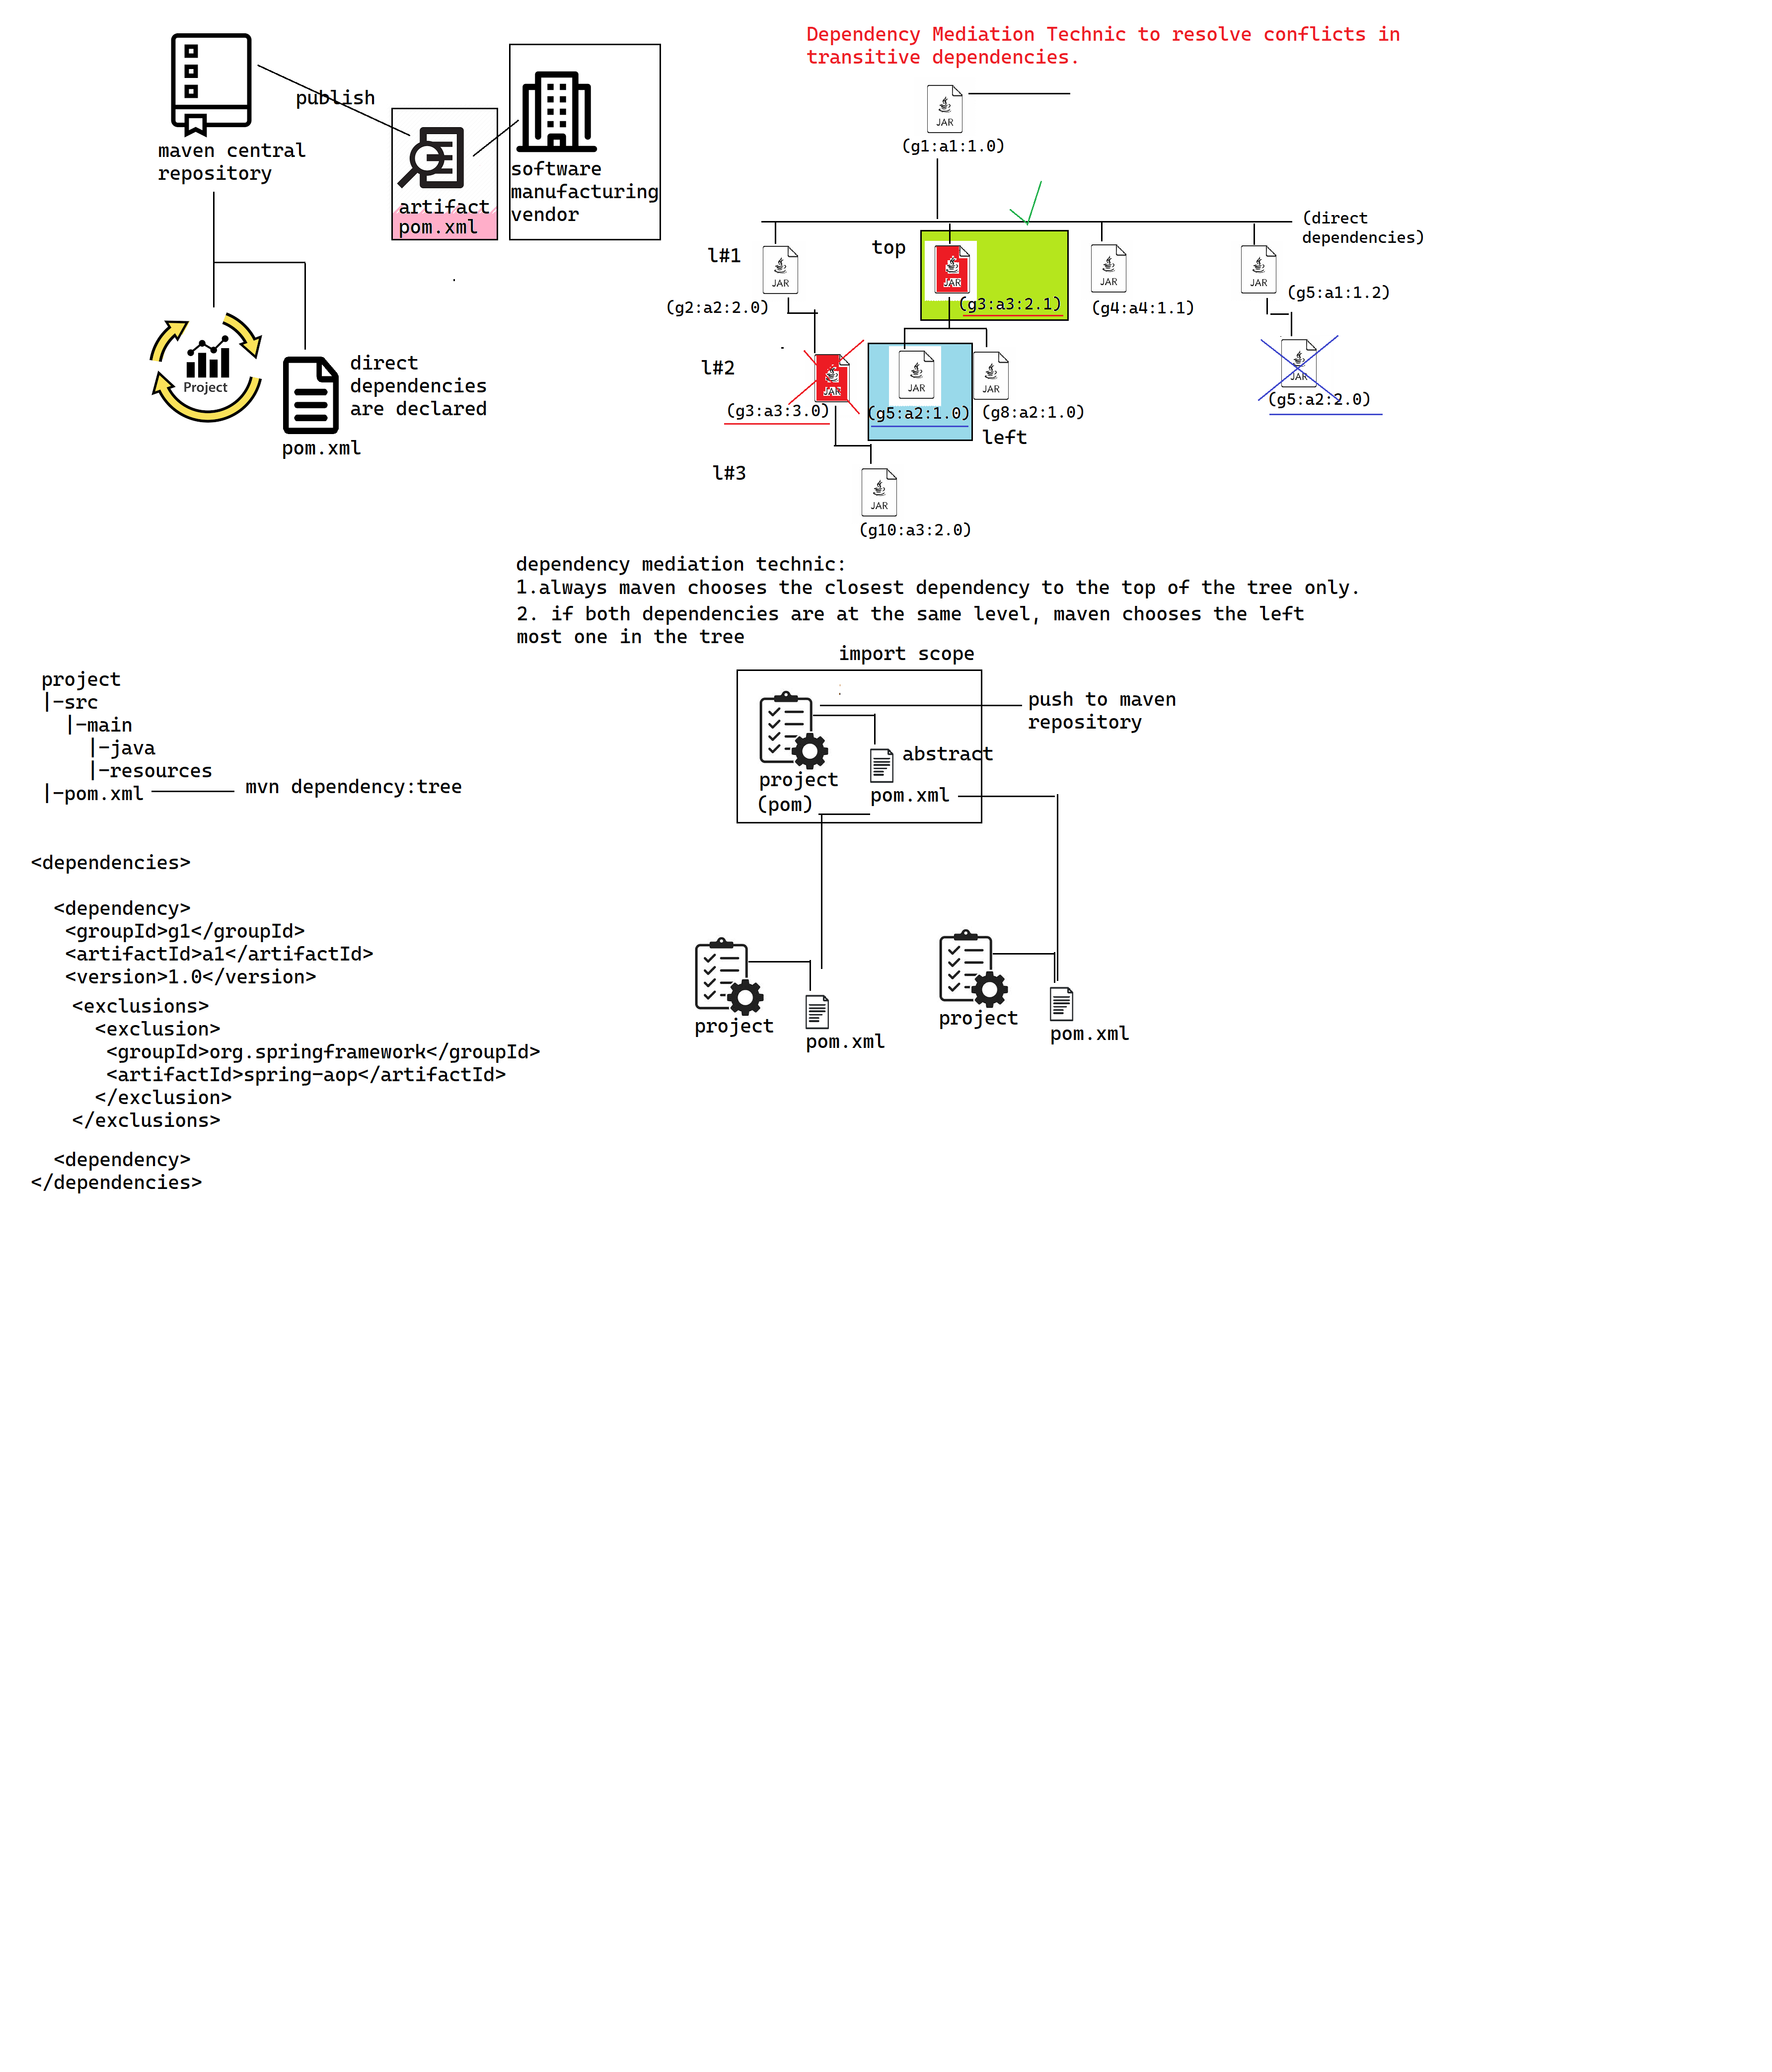 Dependency Mediation Technic to resolve conflicts in
transitive dependencies.
publish
maven central
repository
artifact
pom.xml
software
manufacturing
vendor
Project
direct
dependencies
are declared
pom.xml
JAR
(g1:a1:1.0)
(direct
dependencies)
l#1
JAR
(g2:a2:2.0)
top
JAR
(g3:a3:2.1)
JAR
(g4:a4:1.1)
JAR
(g5:a1:1.2)
l#2
JAR
(g3:a3:3.0)
JAR
(g5:a2:1.0)
JAR
(g8:a2:1.0)
left
JAR
(g5:a2:2.0)
l#3
JAR
(g10:a3:2.0)
dependency mediation technic:
1.always maven chooses the closest dependency to the top of the tree only.
2. if both dependencies are at the same level, maven chooses the left
most one in the tree
project
|-src
|-main
|-java
|-resources
|-pom.xml
mvn dependency:tree
import scope
project
(pom)
abstract
pom.xml
push to maven
repository
project
pom.xml
project
pom.xml
<dependencies>
<dependency>
<groupId>g1</groupId>
<artifactId>a1</artifactId>
<version>1.0</version>
<exclusions>
<exclusion>
<groupId>org.springframework</groupId>
<artifactId>spring-aop</artifactId>
</exclusion>
</exclusions>
<dependency>
</dependencies>